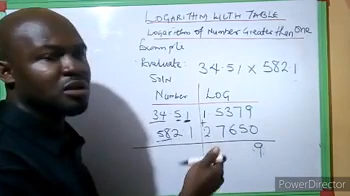 LOGARITHM WITH TABLE
Logarithm of Number Greater than One
Example
Evaluate: 34.51 x 5821
Soln
Number LOG
34.51 1 5379
5821 2 7650
9
PowerDirector